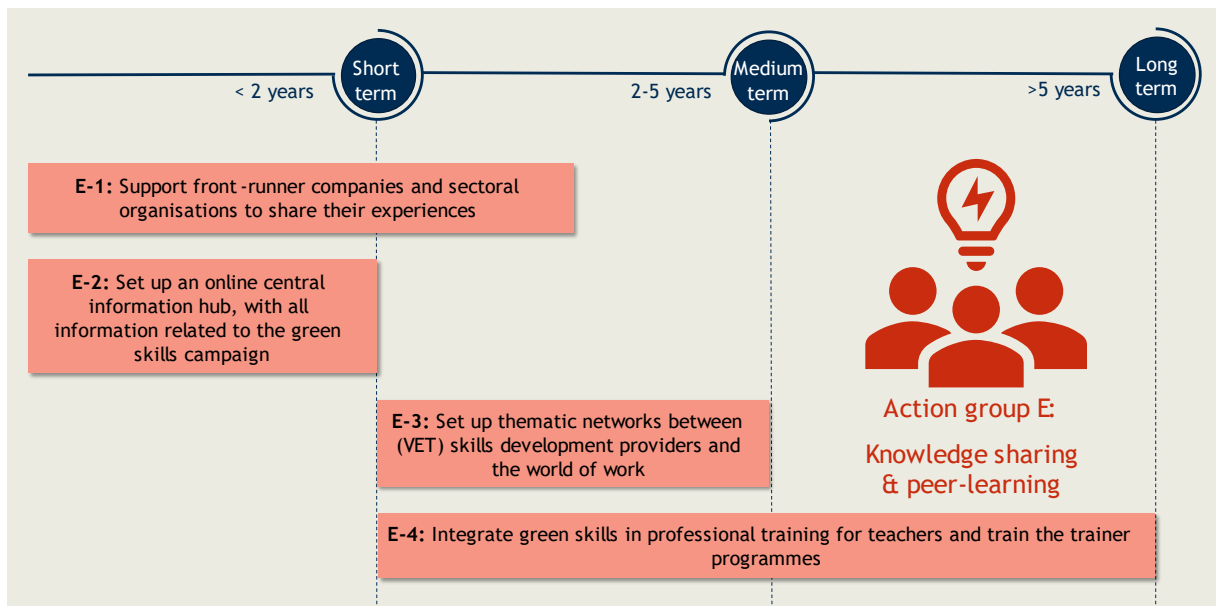 Short
term
< 2 years
Medium
term
2-5 years
Long
term
>5 years
E-1: Support front-runner companies and sectoral
organisations to share their experiences
E-2: Set up an online central
information hub, with all
information related to the green
skills campaign
E-3: Set up thematic networks between
(VET) skills development providers and
the world of work
Action group E:
Knowledge sharing
& peer-learning
E-4: Integrate green skills in professional training for teachers and train the trainer
programmes